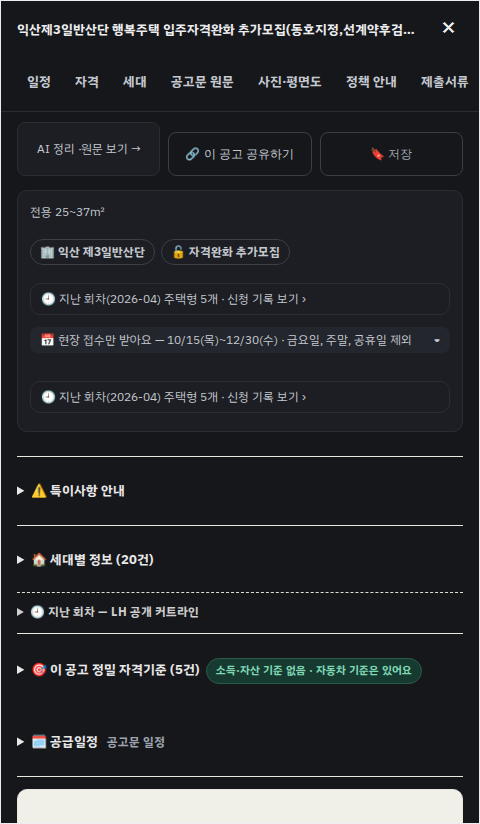 익산제3일반산단 행복주택 입주자격완화 추가모집(동호지정,선계약후검... ✕
일정 자격 세대 공고문 원문 사진·평면도 정책 안내 제출서류
AI 정리 ·원문 보기 → 🔗 이 공고 공유하기 🔖 저장
전용 25~37m²
🏢 익산 제3일반산단 🔓 자격완화 추가모집
🕘 지난 회차(2026-04) 주택형 5개 · 신청 기록 보기 ›
📅 현장 접수만 받아요 — 10/15(목)~12/30(수) · 금요일, 주말, 공휴일 제외
🕘 지난 회차(2026-04) 주택형 5개 · 신청 기록 보기 ›
▶ ⚠️ 특이사항 안내
▶ 🏠 세대별 정보 (20건)
▶ 🕘 지난 회차 — LH 공개 커트라인
▶ 🎯 이 공고 정밀 자격기준 (5건) 소득·자산 기준 없음 · 자동차 기준은 있어요
▶ 🗓️ 공급일정 공고문 일정